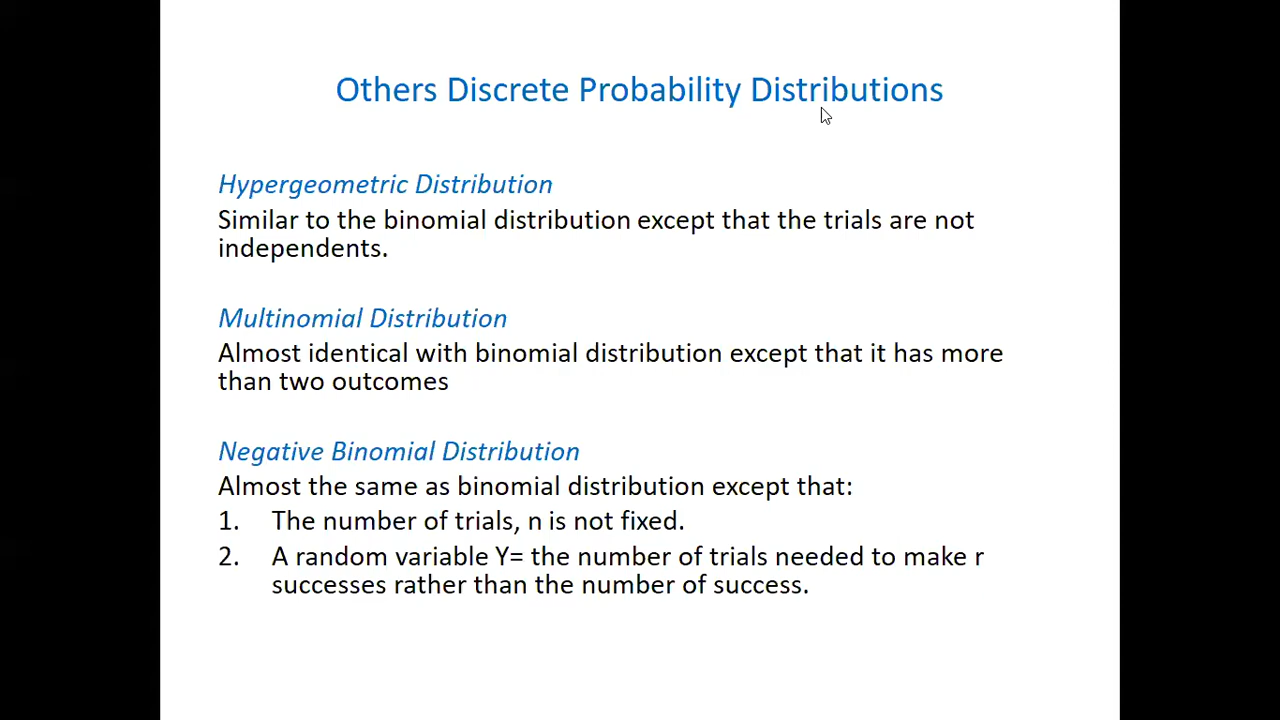 Others Discrete Probability Distributions
Hypergeometric Distribution
Similar to the binomial distribution except that the trials are not
independents.
Multinomial Distribution
Almost identical with binomial distribution except that it has more
than two outcomes
Negative Binomial Distribution
Almost the same as binomial distribution except that:
1. The number of trials, n is not fixed.
2. A random variable Y= the number of trials needed to make r
successes rather than the number of success.